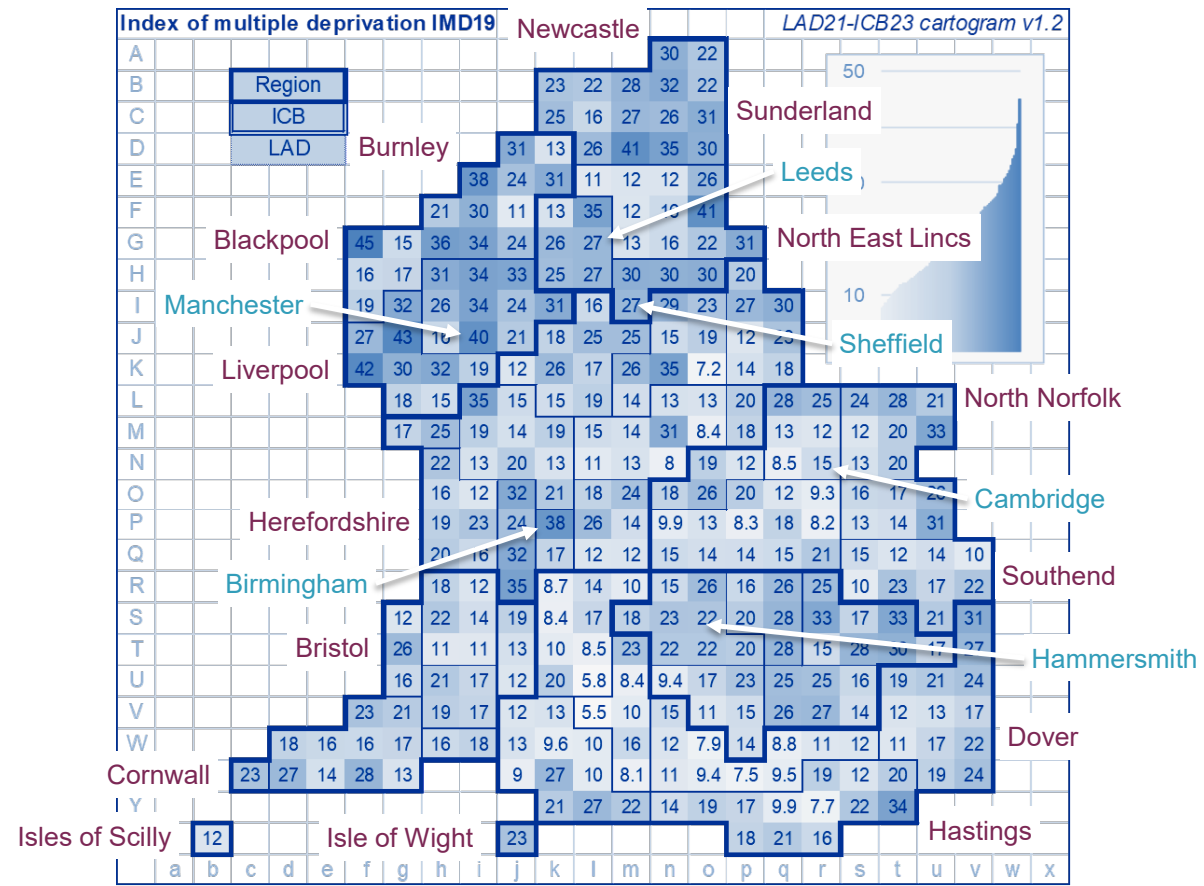 Index of multiple deprivation IMD19
LAD21-ICB23 cartogram v1.2
Newcastle
A 30 22
50
B Region 23 22 28 32 22
C ICB 25 16 27 26 31 Sunderland
D LAD Burnley 31 13 26 41 35 30
E 38 24 31 11 12 12 26 Leeds
F 21 30 11 13 35 12 41
G Blackpool 45 15 36 34 24 26 27 13 16 22 31 North East Lincs
H 16 17 31 34 33 25 27 30 30 30 20
I Manchester 19 32 26 34 24 31 16 27 29 23 27 30 10
J 27 43 16 40 21 18 25 25 15 19 12 23 Sheffield
K Liverpool 42 30 32 19 12 26 17 26 35 7.2 14 18
L 18 15 35 15 15 19 14 13 13 20 28 25 24 28 21 North Norfolk
M 17 25 19 14 19 15 14 31 8.4 18 13 12 12 20 33
N 22 13 20 13 11 13 8 19 12 8.5 15 13 20
O 16 12 32 21 18 24 18 26 20 12 9.3 16 17 Cambridge
P Herefordshire 19 23 24 38 26 14 9.9 13 8.3 18 8.2 13 14 31
Q 20 16 32 17 12 12 15 14 14 15 21 15 12 14 10
R Birmingham 18 12 35 8.7 14 10 15 26 16 26 25 10 23 17 22 Southend
S 12 22 14 19 8.4 17 18 23 22 20 28 33 17 33 21 31
T Bristol 26 11 11 13 10 8.5 23 22 22 20 28 15 28 30 17 27 Hammersmith
U 16 21 17 12 20 5.8 8.4 9.4 17 23 25 25 16 19 21 24
V 23 21 19 17 12 13 5.5 10 15 11 15 26 27 14 12 13 17
W 18 16 16 17 16 18 13 9.6 10 16 12 7.9 14 8.8 11 12 11 17 22 Dover
Cornwall 23 27 14 28 13 9 27 10 8.1 11 9.4 7.5 9.5 19 12 20 19 24
Y 21 27 22 14 19 17 9.9 7.7 22 34
Isles of Scilly 12 Isle of Wight 23 18 21 16 Hastings
a b c d e f g h i j k l m n o p q r s t u v w x